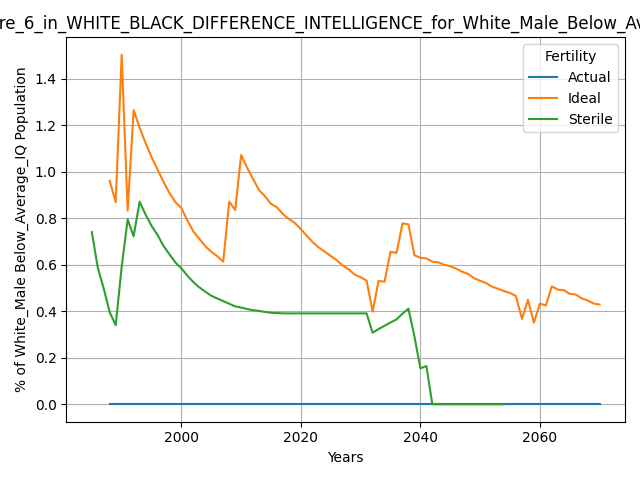 re_6_in_WHITE_BLACK_DIFFERENCE_INTELLIGENCE_for_White_Male_Below_Av
% of White_Male Below_Average_IQ Population
Fertility
Actual
Ideal
Sterile
1.4
1.2
1.0
0.8
0.6
0.4
0.2
0.0
2000 2020 2040 2060
Years